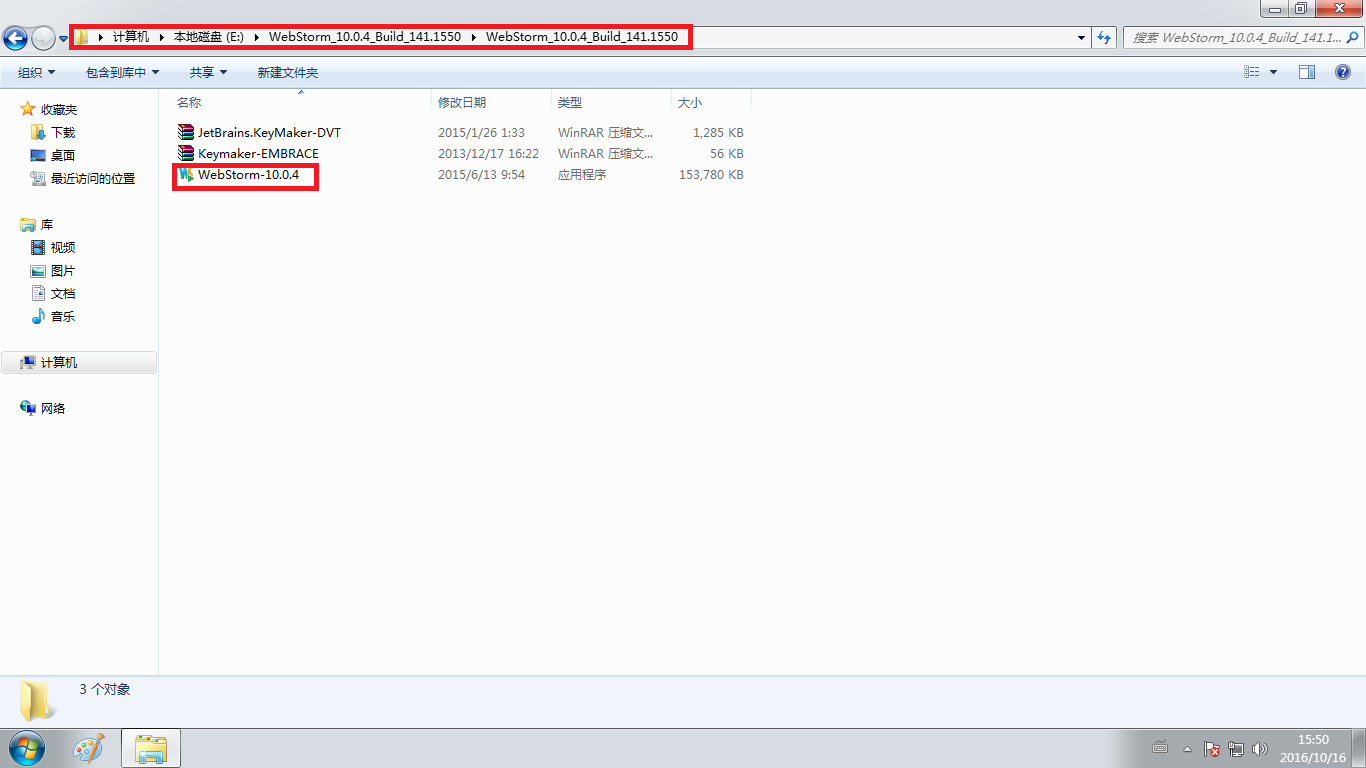 计算机 本地磁盘 (E:) WebStorm_10.0.4_Build_141.1550 WebStorm_10.0.4_Build_141.1550
搜索 WebStorm_10.0.4_Build_141.1...
组织 包含到库中 共享 新建文件夹
名称 修改日期 类型 大小
JetBrains.KeyMaker-DVT 2015/1/26 1:33 WinRAR 压缩文... 1,285 KB
Keymaker-EMBRACE 2013/12/17 16:22 WinRAR 压缩文... 56 KB
WebStorm-10.0.4 2015/6/13 9:54 应用程序 153,780 KB
收藏夹
下载
桌面
最近访问的位置
库
视频
图片
文档
音乐
计算机
网络
3 个对象
15:50
2016/10/16